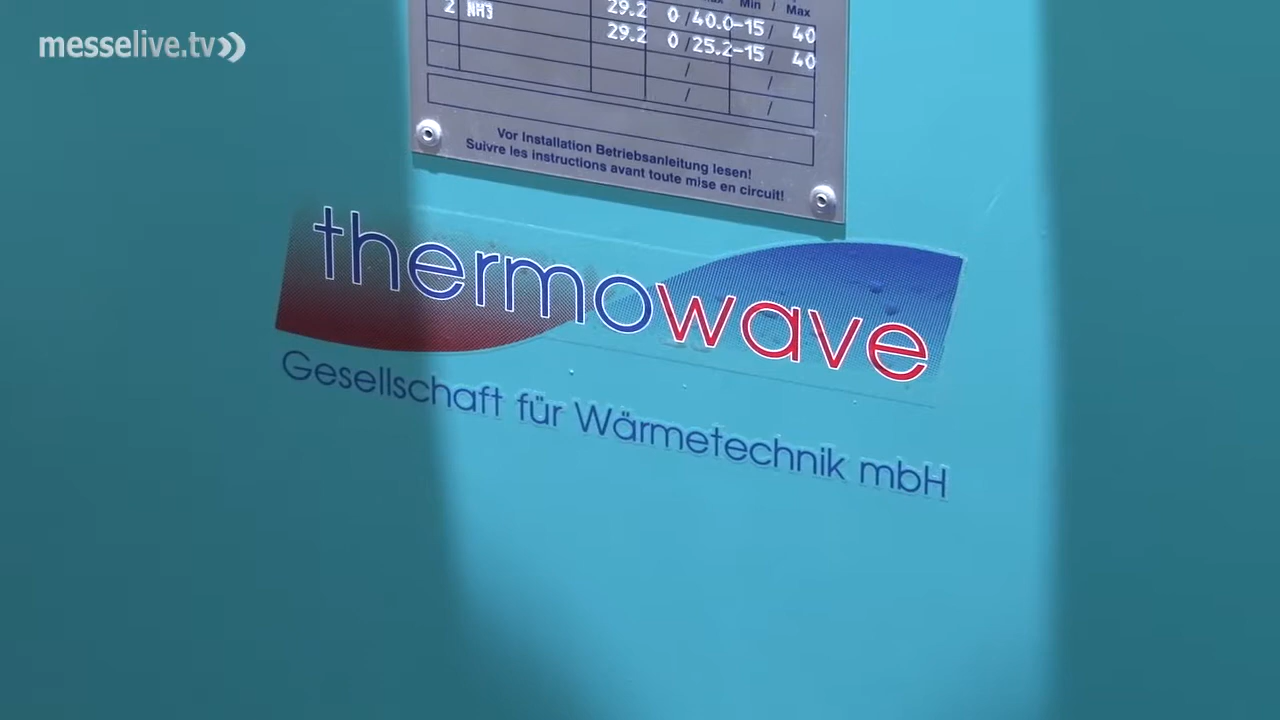 messelive.tv
Min / Max
2 NH3 29.2 0 /40.0 -15 / 40
29.2 0 /25.2 -15 / 40
/ /
/ /
Vor Installation Betriebsanleitung lesen!
Suivre les instructions avant toute mise en circuit!
thermowave
Gesellschaft für Wärmetechnik mbH